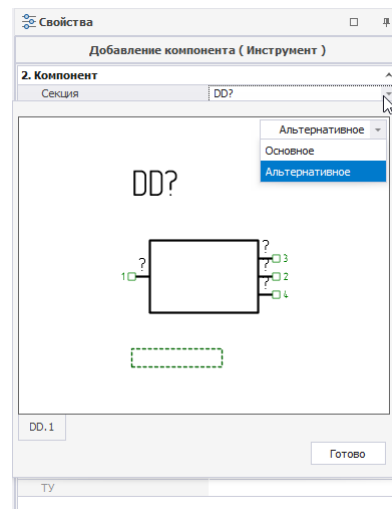 Свойства
Добавление компонента ( Инструмент )
2. Компонент
Секция DD?
Альтернативное
Основное
Альтернативное
DD?
?
? 3
1
? 2
? 4
DD.1
Готово
ТУ